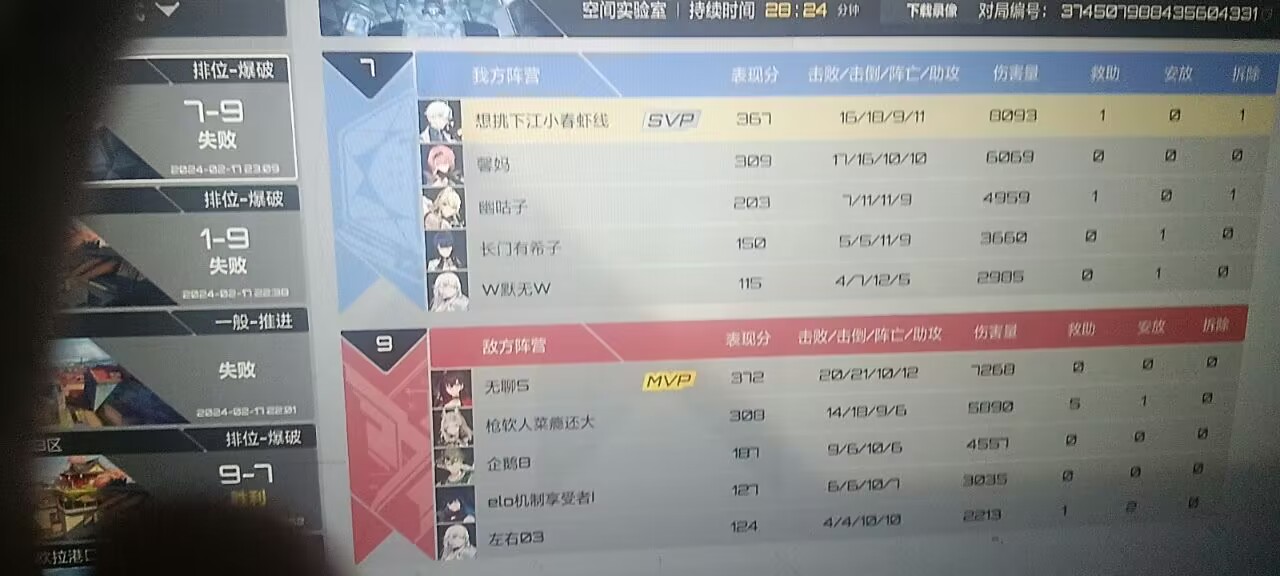 空间实验室 | 持续时间 28:24 分钟 下载录像 对局编号: 374507988435604331
排位-爆破
7-9
失败
2024-02-17 23:09
排位-爆破
1-9
失败
2024-02-17 22:38
一般-推进
失败
2024-02-17 22:01
排位-爆破
9-7
胜利
欧拉港口
7 我方阵营 表现分 击败/击倒/阵亡/助攻 伤害量 救助 安放 拆除
想挑下江小春虾线 SVP 367 16/18/9/11 8093 1 0 1
馨妈 309 17/16/10/10 6069 0 0 0
幽咕子 203 7/11/11/9 4959 1 0 1
长门有希子 150 5/5/11/9 3660 0 1 0
W默无W 115 4/7/12/5 2985 0 1 0
9 敌方阵营 表现分 击败/击倒/阵亡/助攻 伤害量 救助 安放 拆除
无聊S MVP 372 20/21/10/12 7268 0 0 0
枪软人菜瘾还大 308 14/18/9/6 5890 5 1 0
企鹅8 187 9/6/10/6 4557 0 0 0
elo机制享受者I 127 6/6/10/7 3035 0 0 0
左右03 124 4/4/10/10 2213 1 2 0